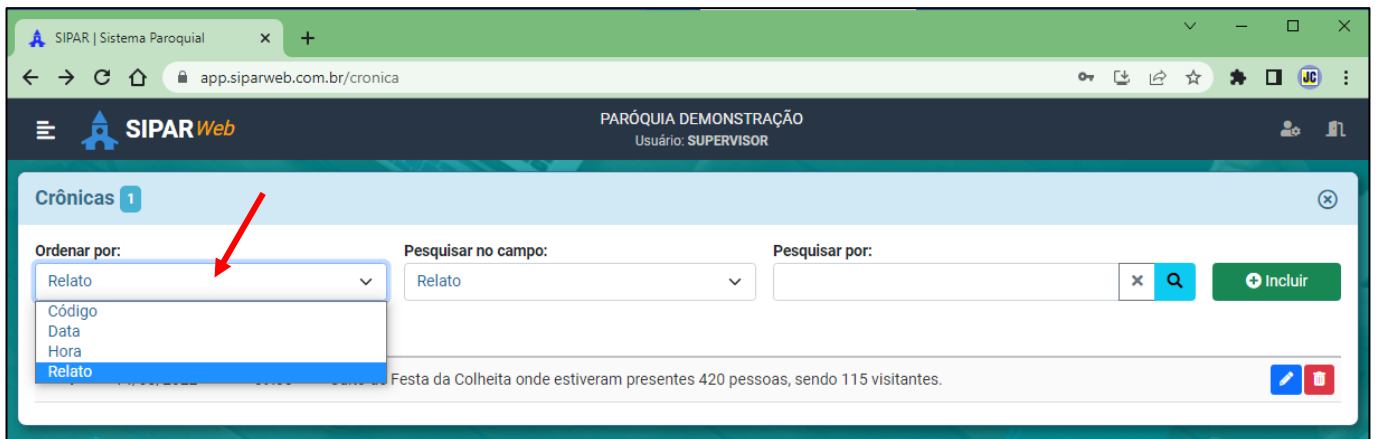 SIPAR | Sistema Paroquial
app.siparweb.com.br/cronica
JC
SIPAR Web
PARÓQUIA DEMONSTRAÇÃO
Usuário: SUPERVISOR
Crônicas 1
Ordenar por: Pesquisar no campo: Pesquisar por:
Relato Relato Incluir
Código
Data
Hora
Relato
Festa da Colheita onde estiveram presentes 420 pessoas, sendo 115 visitantes.